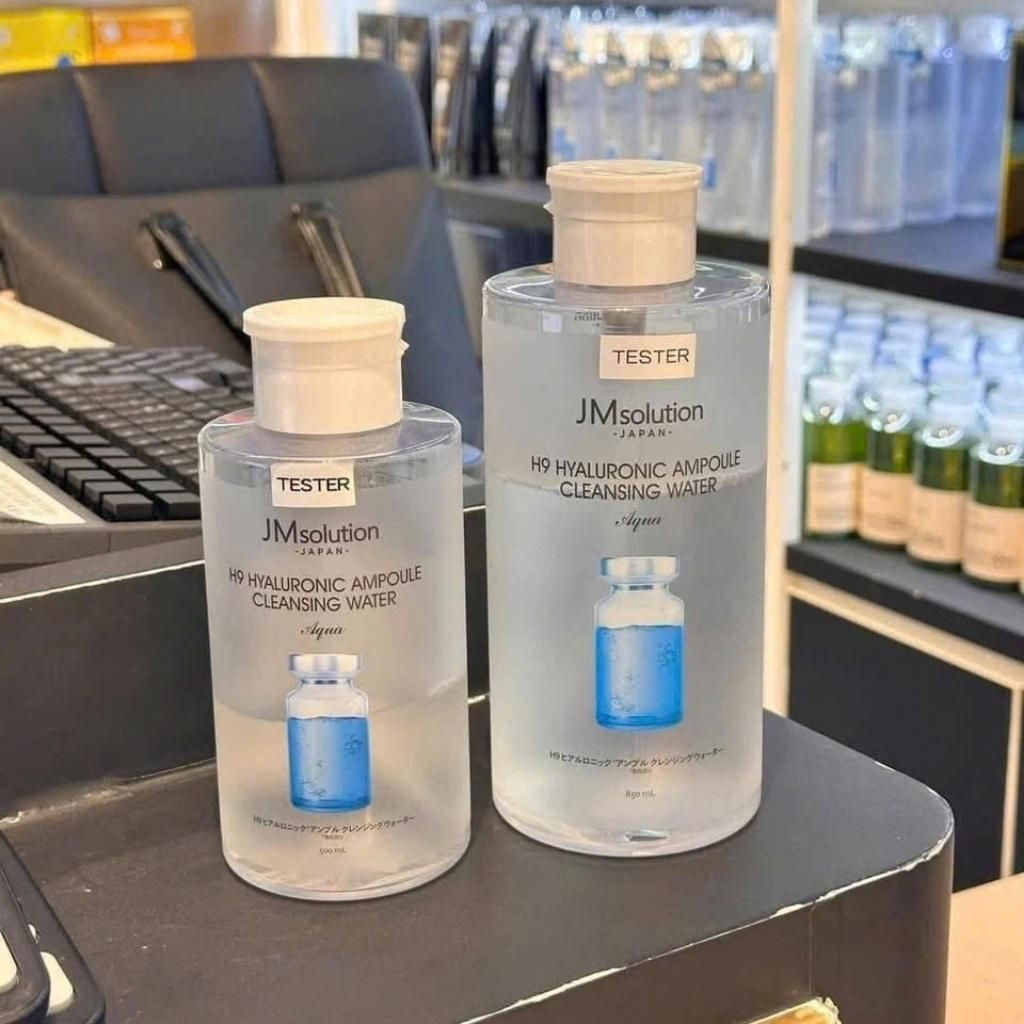 TESTER
JMsolution
-JAPAN-
H9 HYALURONIC AMPOULE
CLEANSING WATER
Aqua
H9 ヒアルロニック*アンプル クレンジングウォーター
500 mL
TESTER
JMsolution
-JAPAN-
H9 HYALURONIC AMPOULE
CLEANSING WATER
Aqua
H9 ヒアルロニック*アンプル クレンジングウォーター
850 mL